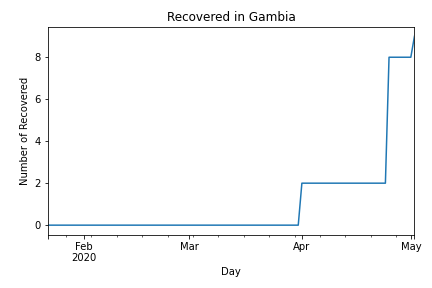 Recovered in Gambia
Number of Recovered
8
6
4
2
0
Feb
2020
Mar
Apr
May
Day